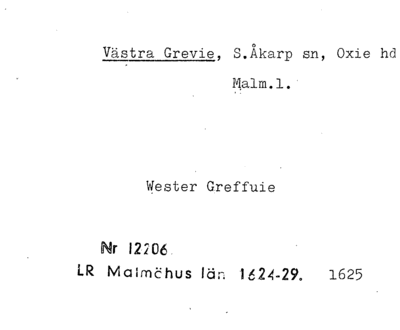 Västra Grevie, S.Åkarp sn, Oxie hd
Malm.l.
Wester Greffuie
Nr 12206
LR Malmöhus län 1624-29. 1625